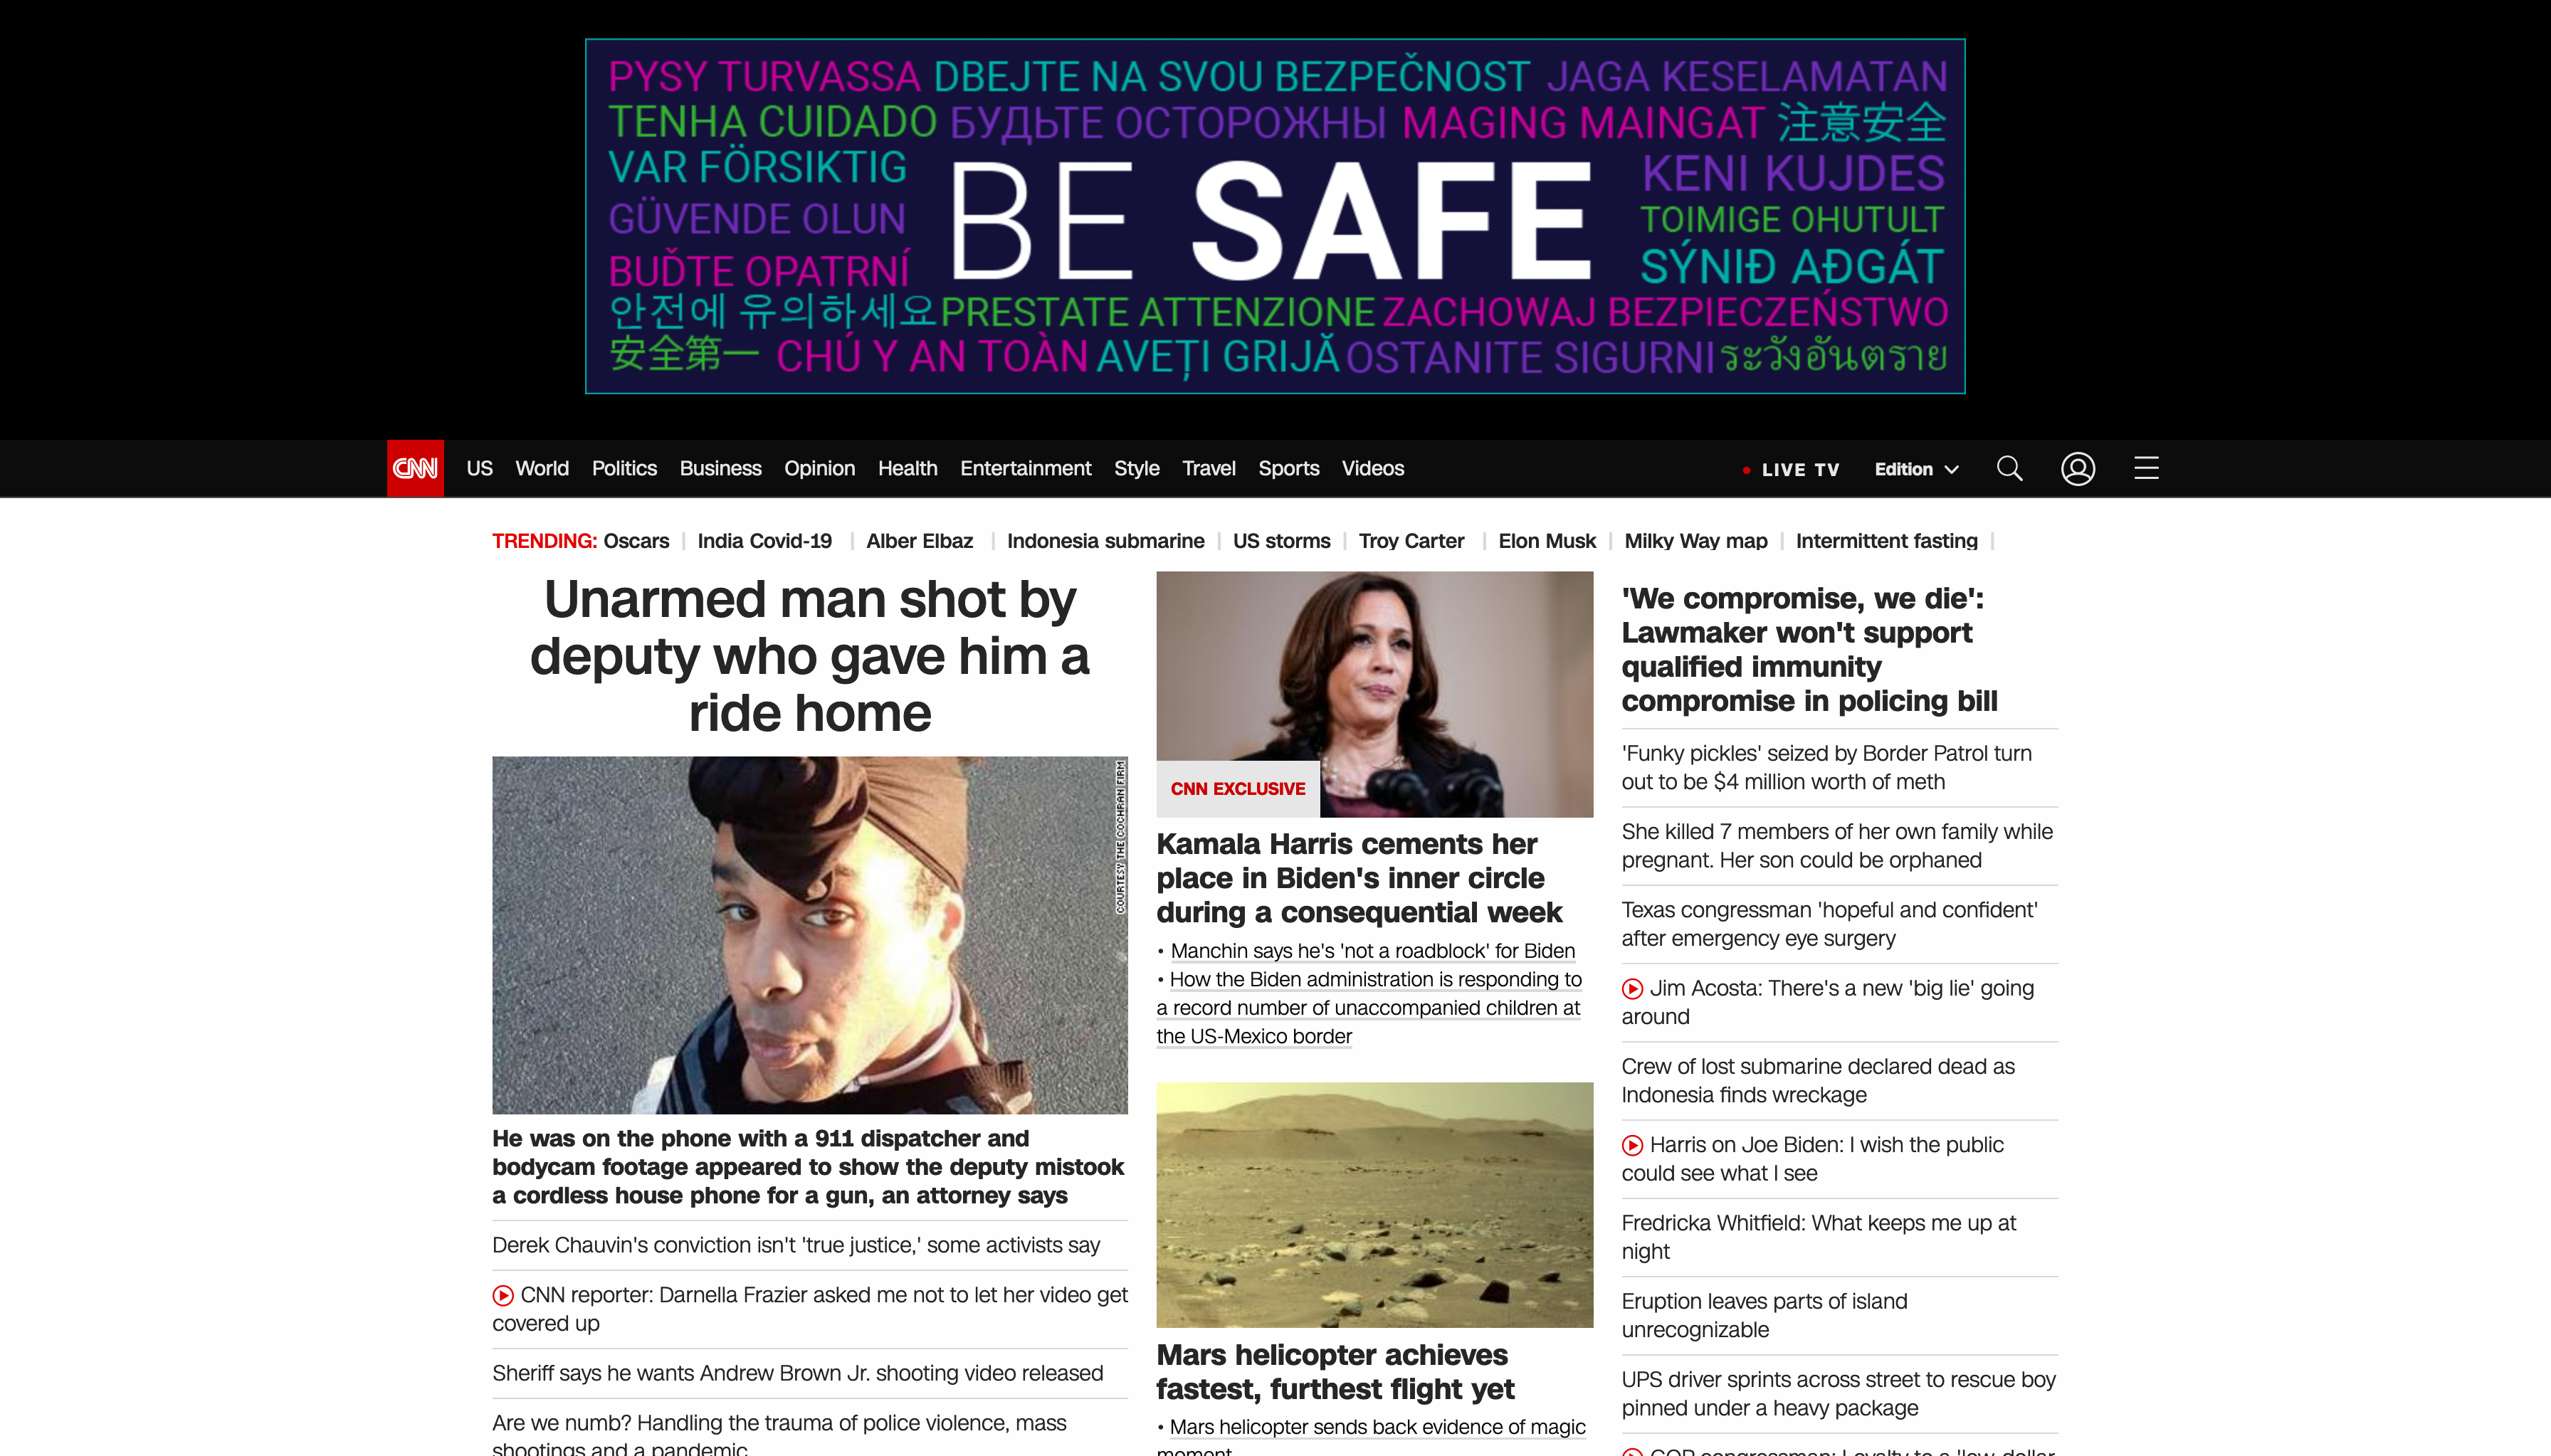 PYSY TURVASSA DBEJTE NA SVOU BEZPEČNOST JAGA KESELAMATAN
TENHA CUIDADO БУДЬТЕ ОСТОРОЖНЫ MAGING MAINGAT 注意安全
VAR FÖRSIKTIG
GÜVENDE OLUN
BUĎTE OPATRNÍ
BE SAFE
KENI KUJDES
TOIMIGE OHUTULT
SÝNIÐ AÐGÁT
안전에 유의하세요 PRESTATE ATTENZIONE ZACHOWAJ BEZPIECZEŃSTWO
安全第一 CHÚ Y AN TOÀN AVEȚI GRIJĂ OSTANITE SIGURNI ระวังอันตราย
CNN US World Politics Business Opinion Health Entertainment Style Travel Sports Videos LIVE TV Edition
TRENDING: Oscars | India Covid-19 | Alber Elbaz | Indonesia submarine | US storms | Troy Carter | Elon Musk | Milky Way map | Intermittent fasting |
Unarmed man shot by
deputy who gave him a
ride home
COURTESY THE COCHRAN FIRM
He was on the phone with a 911 dispatcher and
bodycam footage appeared to show the deputy mistook
a cordless house phone for a gun, an attorney says
Derek Chauvin's conviction isn't 'true justice,' some activists say
CNN reporter: Darnella Frazier asked me not to let her video get
covered up
Sheriff says he wants Andrew Brown Jr. shooting video released
Are we numb? Handling the trauma of police violence, mass
shootings and a pandemic
CNN EXCLUSIVE
Kamala Harris cements her
place in Biden's inner circle
during a consequential week
• Manchin says he's 'not a roadblock' for Biden
• How the Biden administration is responding to
a record number of unaccompanied children at
the US-Mexico border
Mars helicopter achieves
fastest, furthest flight yet
• Mars helicopter sends back evidence of magic
moment
'We compromise, we die':
Lawmaker won't support
qualified immunity
compromise in policing bill
'Funky pickles' seized by Border Patrol turn
out to be $4 million worth of meth
She killed 7 members of her own family while
pregnant. Her son could be orphaned
Texas congressman 'hopeful and confident'
after emergency eye surgery
Jim Acosta: There's a new 'big lie' going
around
Crew of lost submarine declared dead as
Indonesia finds wreckage
Harris on Joe Biden: I wish the public
could see what I see
Fredricka Whitfield: What keeps me up at
night
Eruption leaves parts of island
unrecognizable
UPS driver sprints across street to rescue boy
pinned under a heavy package
GOP congressman: Loyalty to a 'low-dollar